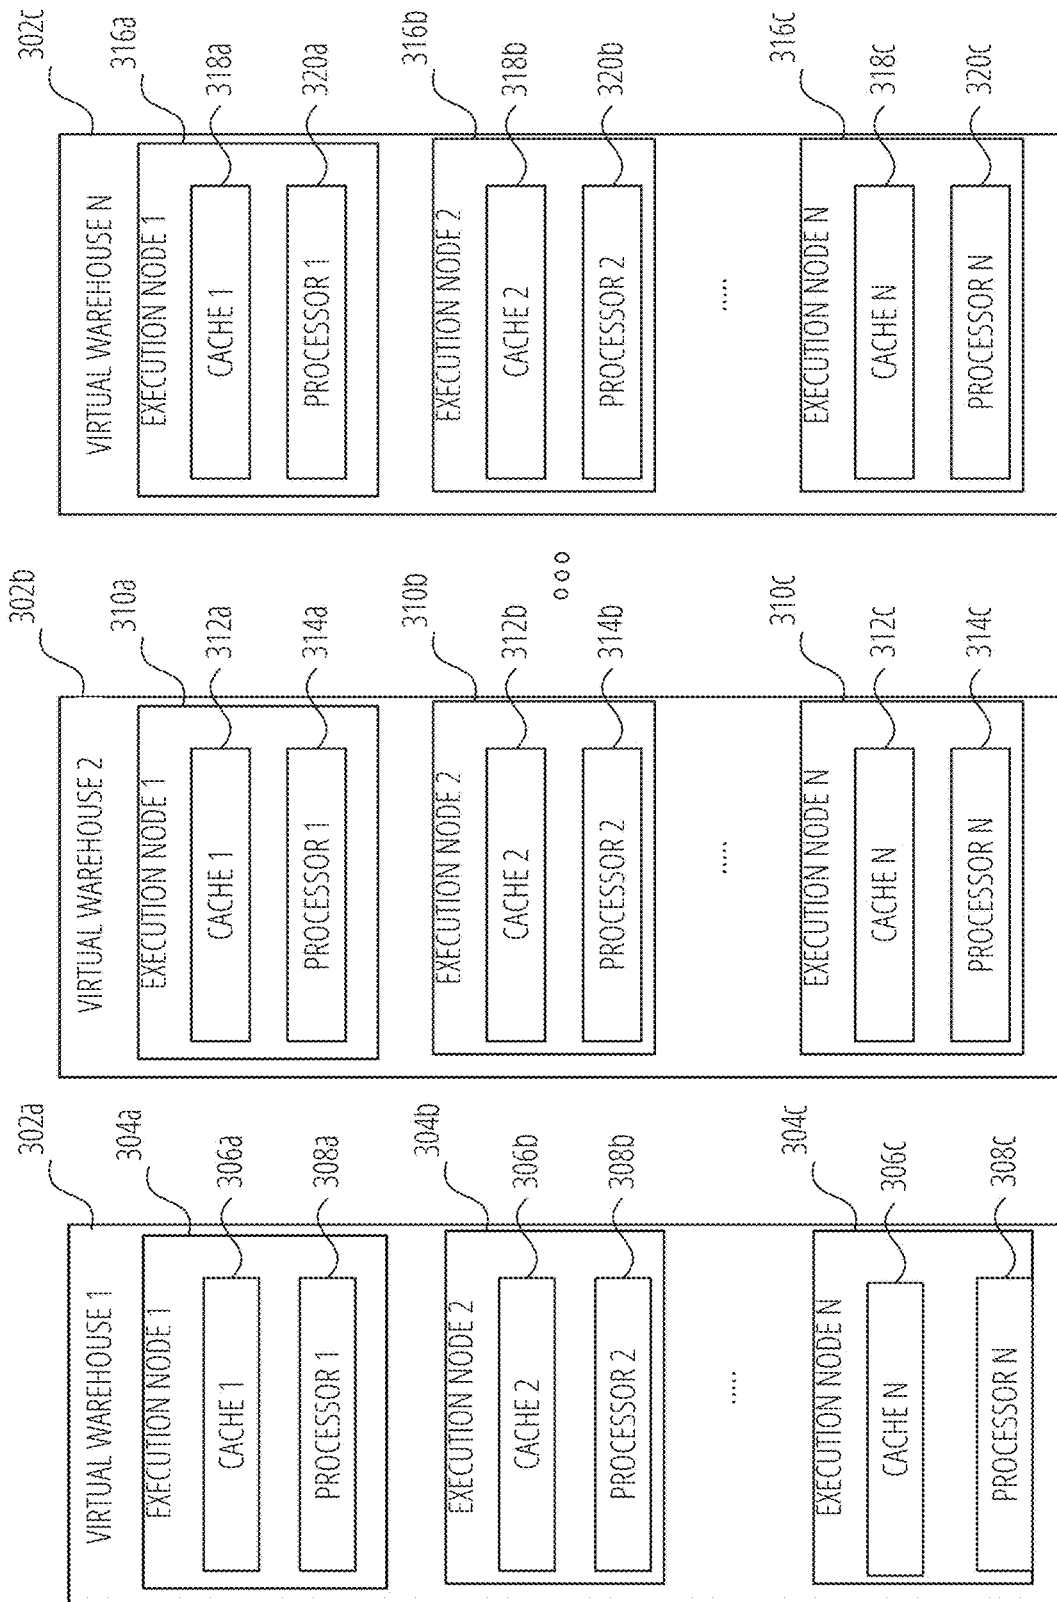 302a
VIRTUAL WAREHOUSE 1
304a
EXECUTION NODE 1
306a
CACHE 1
308a
PROCESSOR 1
304b
EXECUTION NODE 2
306b
CACHE 2
308b
PROCESSOR 2
.....
304c
EXECUTION NODE N
306c
CACHE N
308c
PROCESSOR N
302b
VIRTUAL WAREHOUSE 2
310a
EXECUTION NODE 1
312a
CACHE 1
314a
PROCESSOR 1
310b
EXECUTION NODE 2
312b
CACHE 2
314b
PROCESSOR 2
.....
310c
EXECUTION NODE N
312c
CACHE N
314c
PROCESSOR N
302c
VIRTUAL WAREHOUSE N
316a
EXECUTION NODE 1
318a
CACHE 1
320a
PROCESSOR 1
316b
EXECUTION NODE 2
318b
CACHE 2
320b
PROCESSOR 2
.....
316c
EXECUTION NODE N
318c
CACHE N
320c
PROCESSOR N